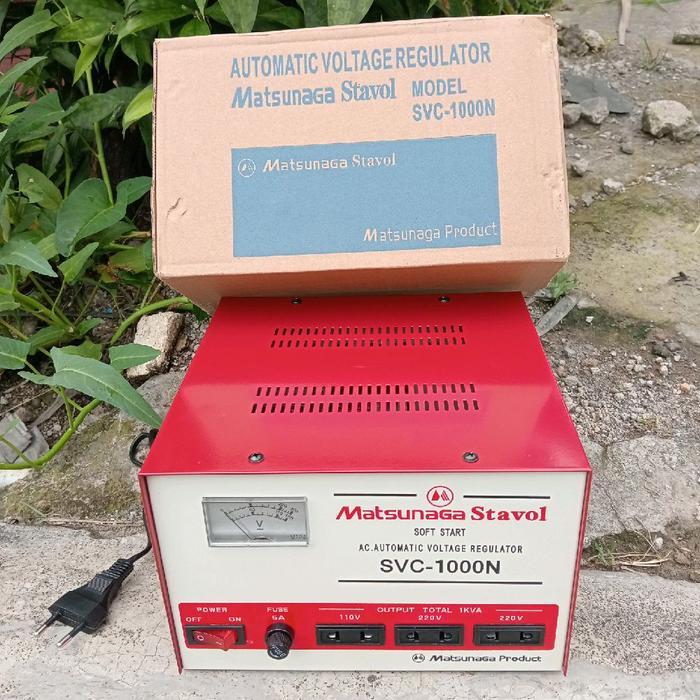 AUTOMATIC VOLTAGE REGULATOR
Matsunaga Stavol MODEL
SVC-1000N
Matsunaga Stavol
Matsunaga Product
V
Matsunaga Stavol
SOFT START
AC.AUTOMATIC VOLTAGE REGULATOR
SVC-1000N
POWER
OFF ON
FUSE
5A
OUTPUT TOTAL 1KVA
110V 220V 220V
Matsunaga Product